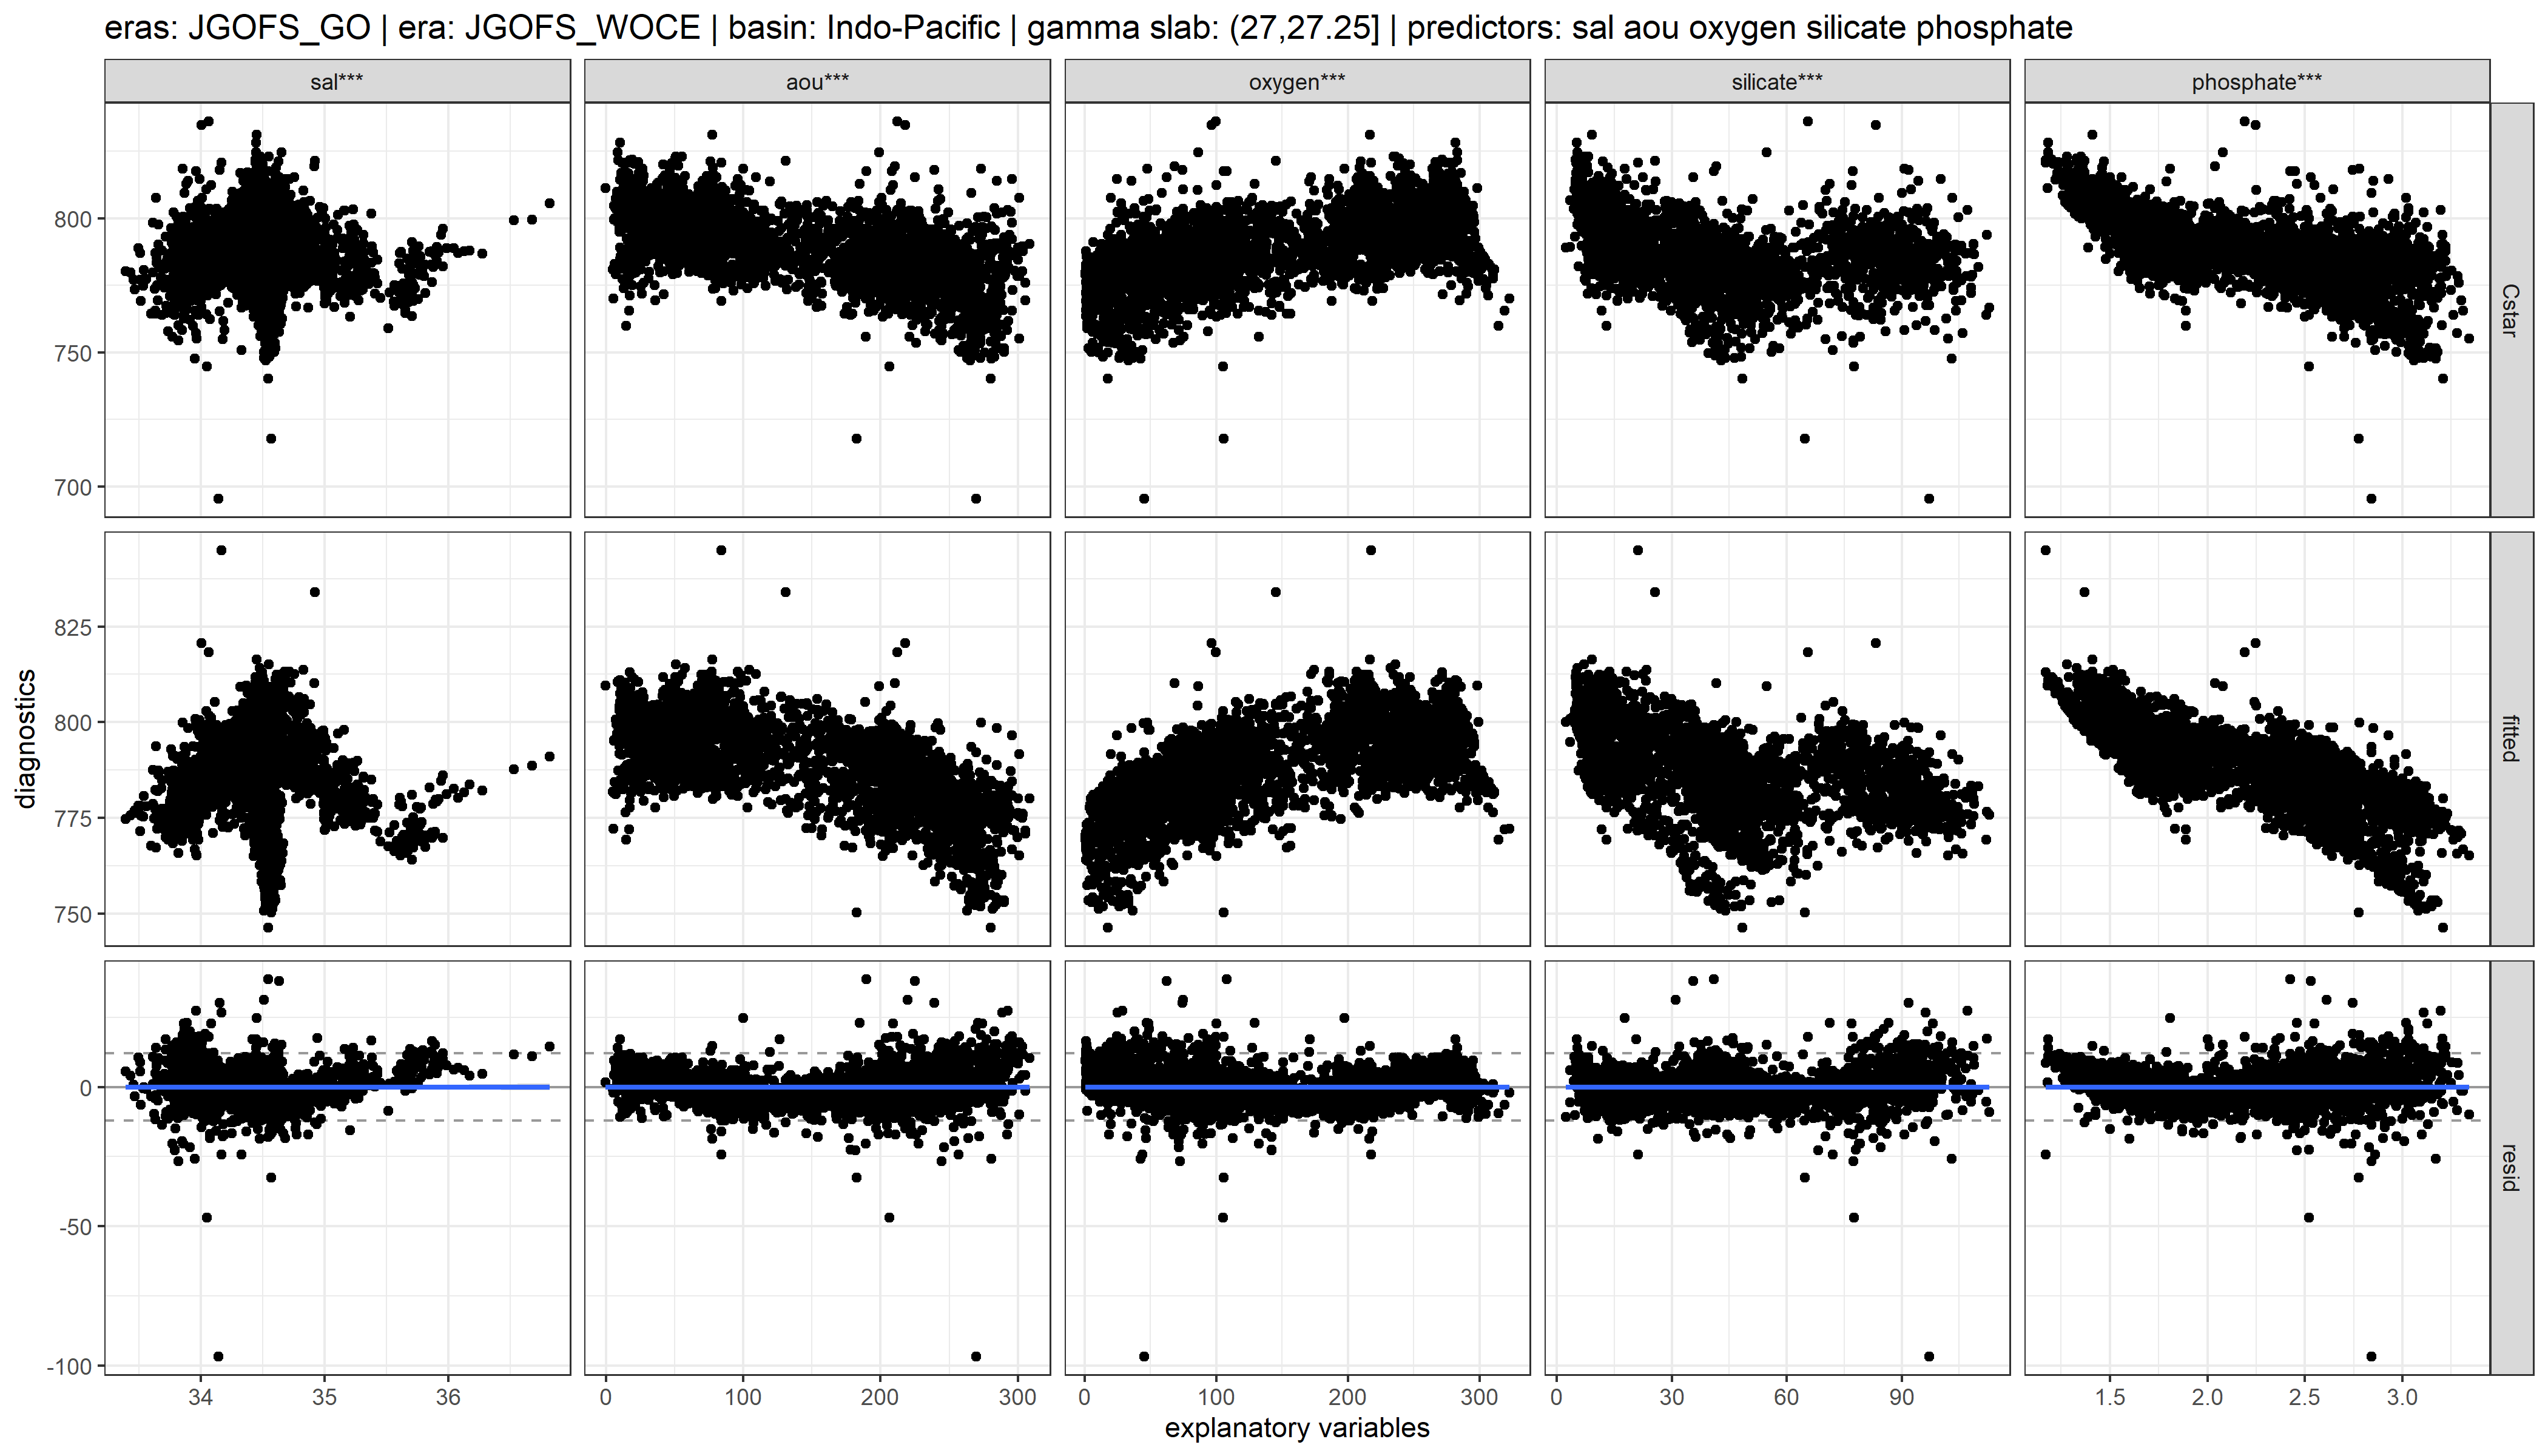 eras: JGOFS_GO | era: JGOFS_WOCE | basin: Indo-Pacific | gamma slab: (27,27.25] | predictors: sal aou oxygen silicate phosphate
sal*** aou*** oxygen*** silicate*** phosphate***
800
750
700
Cstar
825
800
775
750
fitted
0
-50
-100
resid
diagnostics
34 35 36 0 100 200 300 0 100 200 300 0 30 60 90 1.5 2.0 2.5 3.0
explanatory variables